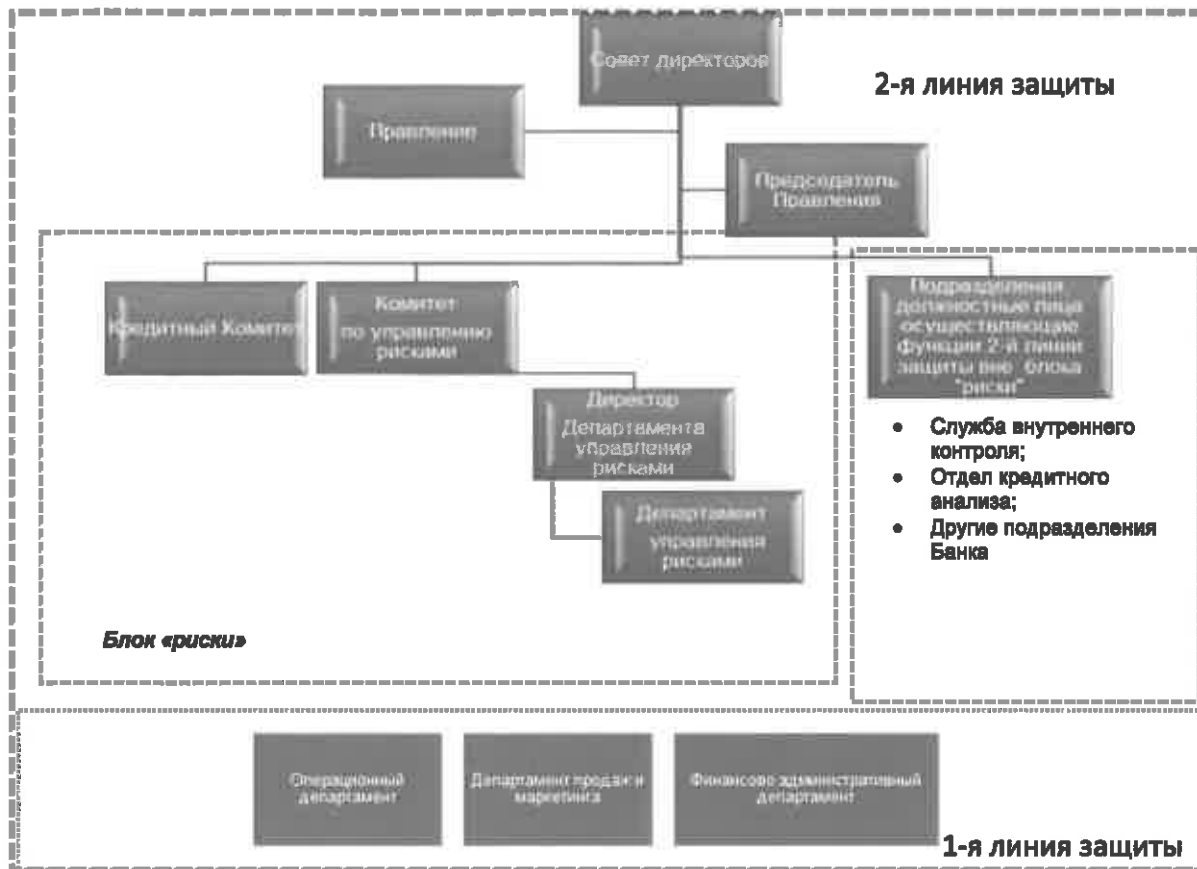 Совет директоров
2-я линия защиты
Правление
Председатель
Правления
Кредитный Комитет
Комитет
по управлению
рисками
Подразделения
должностные лица
осуществляющие
функции 2-й линии
защиты вне блока
"риски"
Директор
Департамента
управления
рисками
Департамент
управления
рисками
• Служба внутреннего
контроля;
• Отдел кредитного
анализа;
• Другие подразделения
Банка
Блок «риски»
Операционный
департамент
Департамент продаж и
маркетинга
Финансово административный
департамент
1-я линия защиты